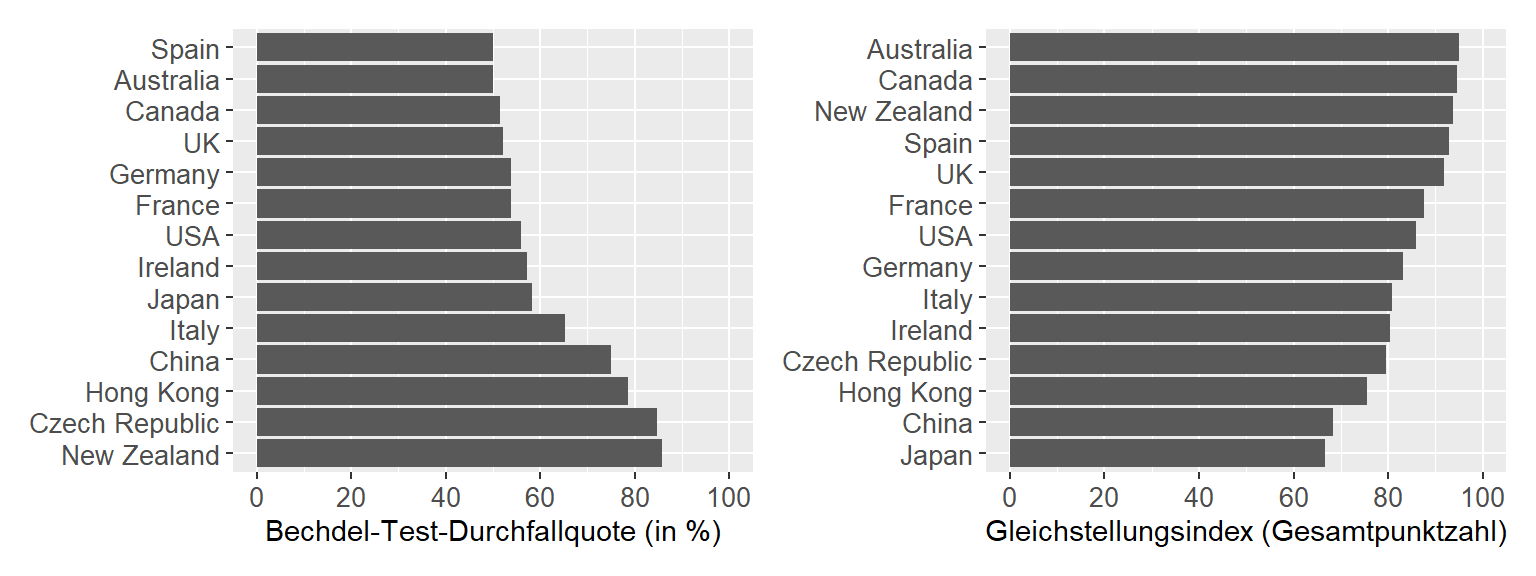 Spain
Australia
Canada
UK
Germany
France
USA
Ireland
Japan
Italy
China
Hong Kong
Czech Republic
New Zealand
0 20 40 60 80 100
Bechdel-Test-Durchfallquote (in %)
Australia
Canada
New Zealand
Spain
UK
France
USA
Germany
Italy
Ireland
Czech Republic
Hong Kong
China
Japan
0 20 40 60 80 100
Gleichstellungsindex (Gesamtpunktzahl)